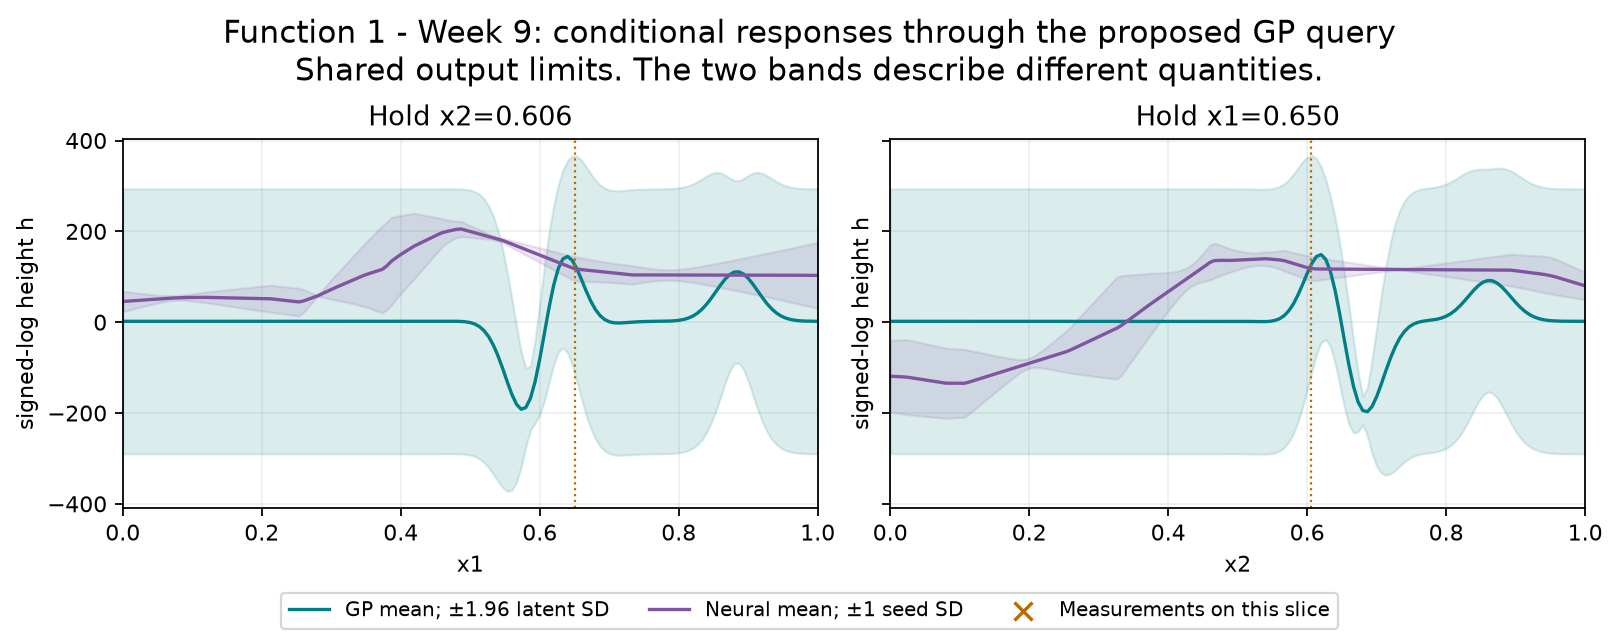 Function 1 - Week 9: conditional responses through the proposed GP query
Shared output limits. The two bands describe different quantities.
Hold x2=0.606
Hold x1=0.650
signed-log height h
400
200
0
−200
−400
0.0 0.2 0.4 0.6 0.8 1.0
x1
signed-log height h
0.0 0.2 0.4 0.6 0.8 1.0
x2
GP mean; ±1.96 latent SD
Neural mean; ±1 seed SD
Measurements on this slice